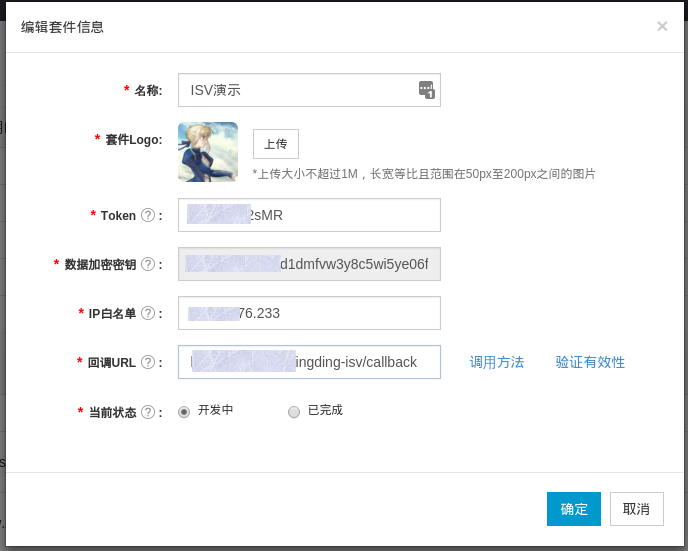 编辑套件信息 ×
* 名称: ISV演示
1
* 套件Logo: 上传
*上传大小不超过1M，长宽等比且范围在50px至200px之间的图片
* Token ? : 2sMR
* 数据加密密钥 ? : d1dmfvw3y8c5wi5ye06f
* IP白名单 ? : 76.233
* 回调URL ? : ingding-isv/callback 调用方法 验证有效性
* 当前状态 ? : 开发中 已完成
确定 取消